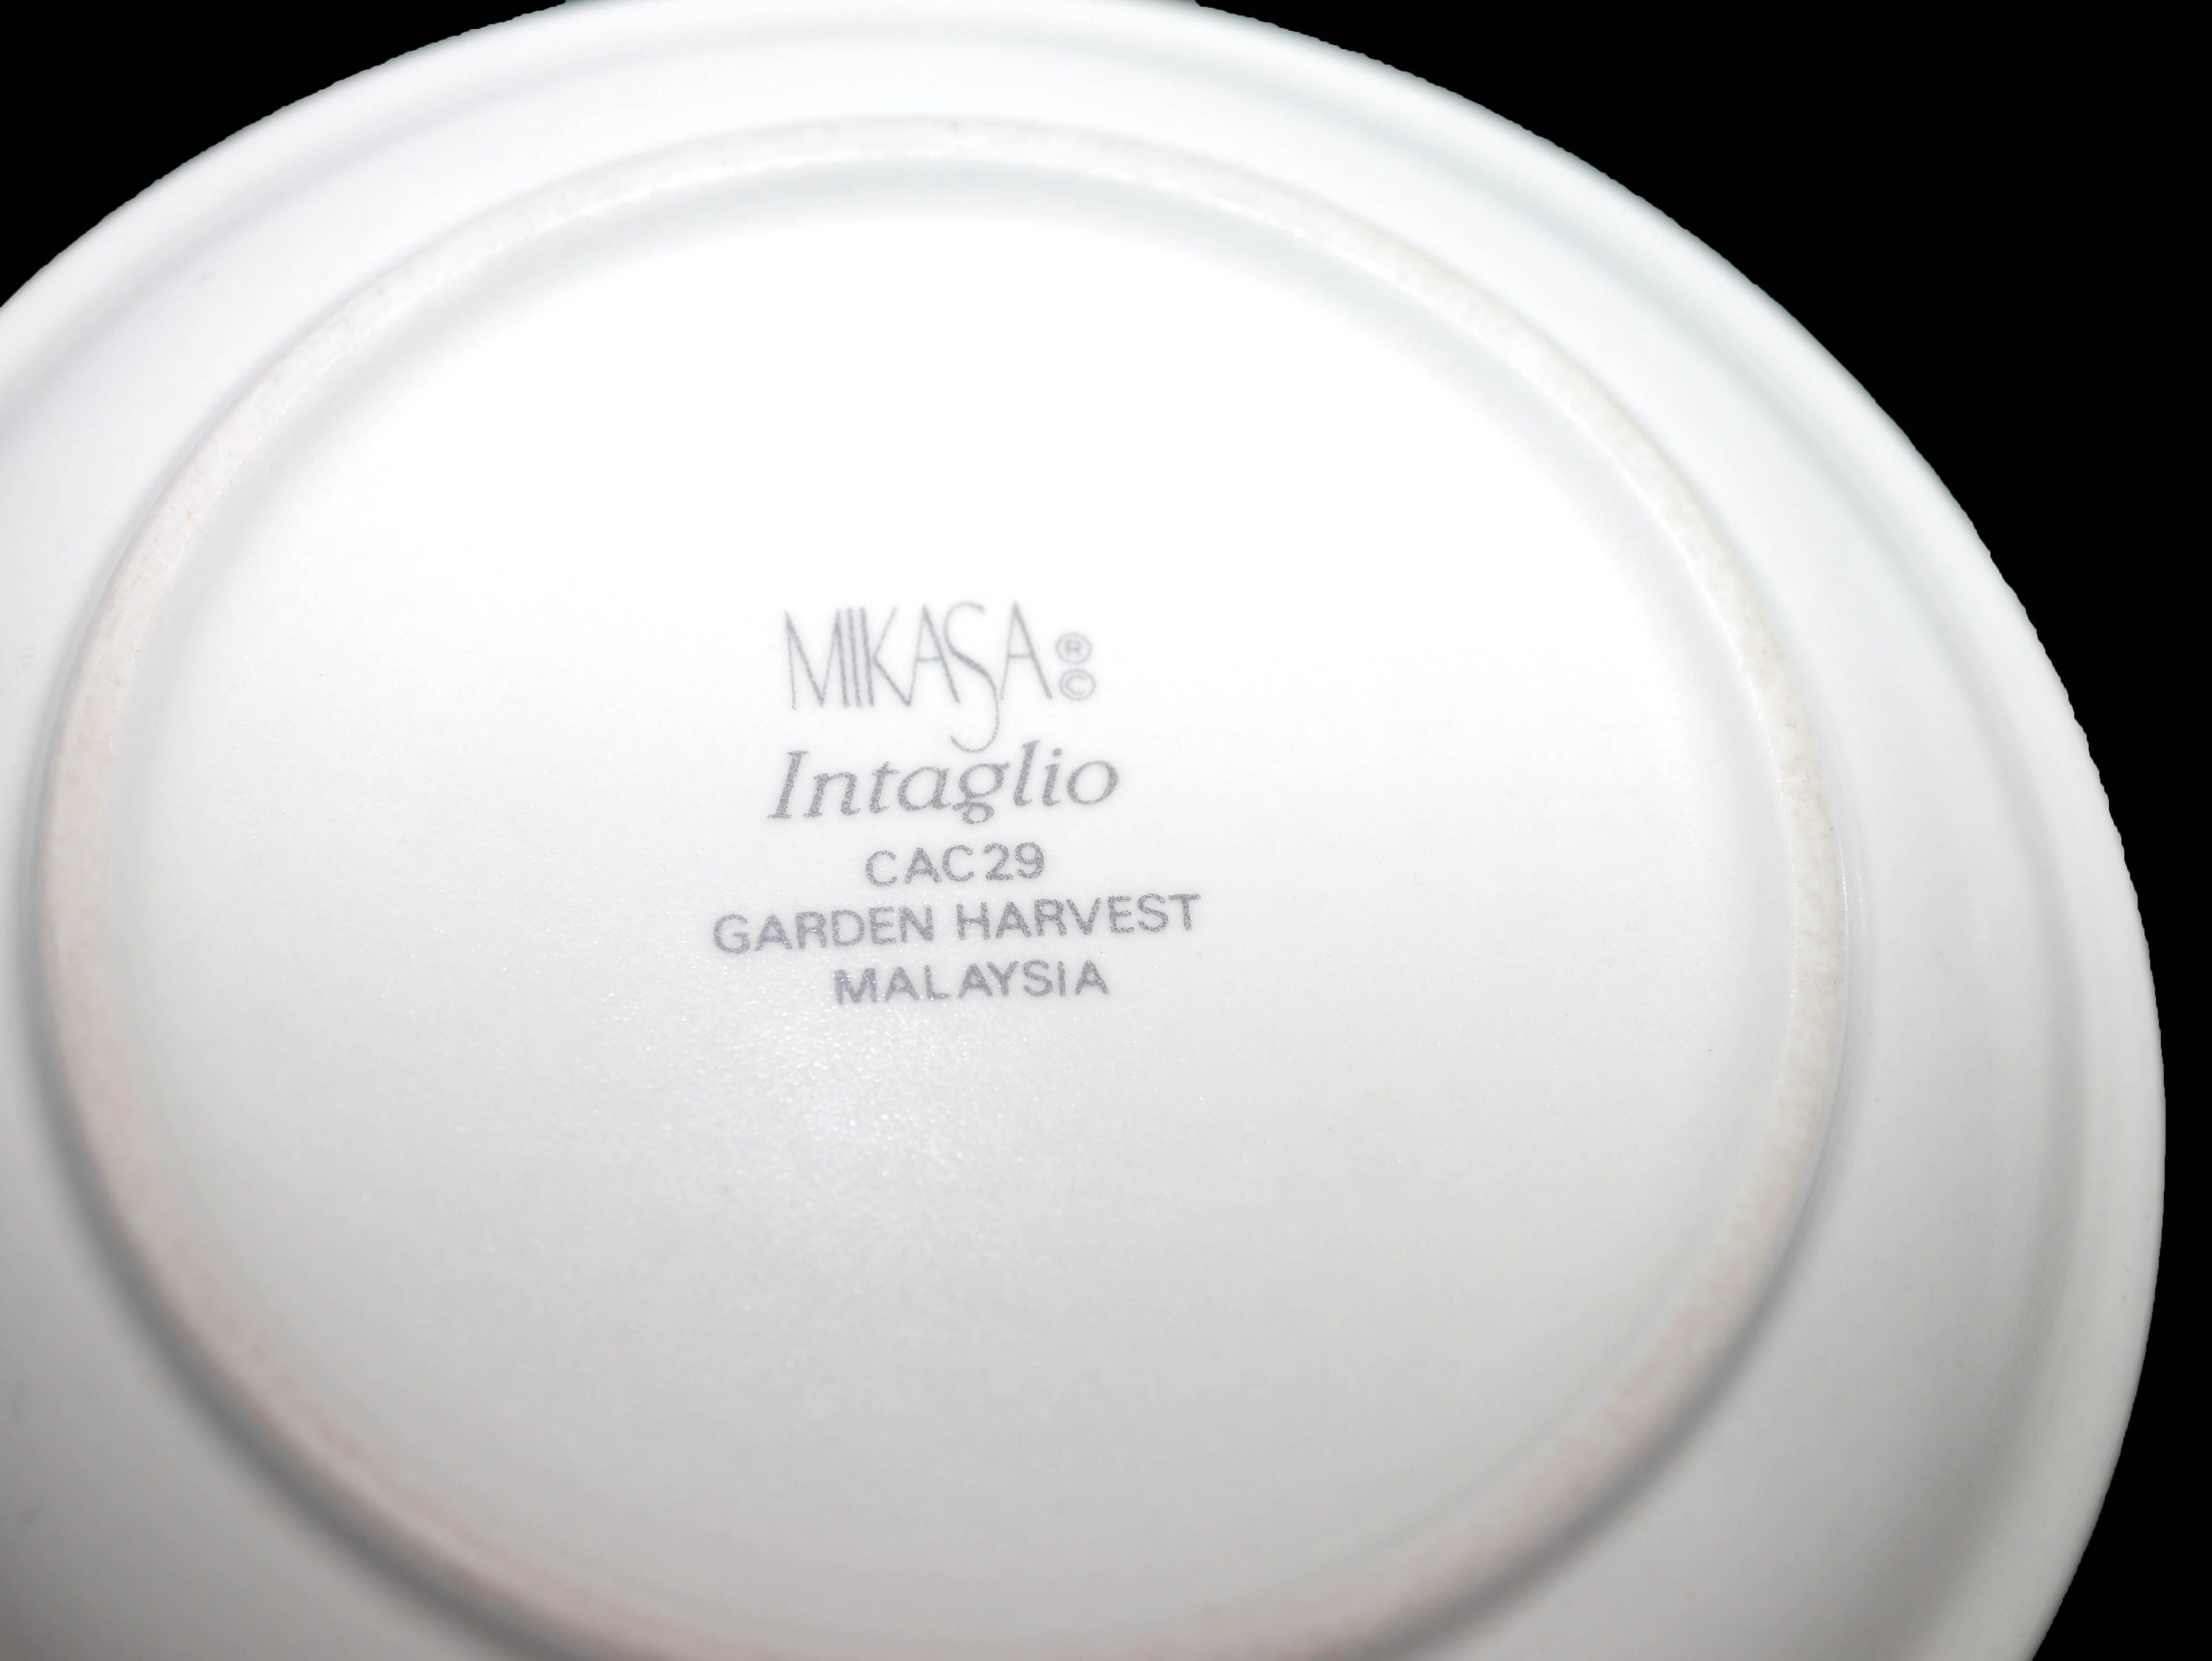 MIKASA ® ©
Intaglio
CAC29
GARDEN HARVEST
MALAYSIA